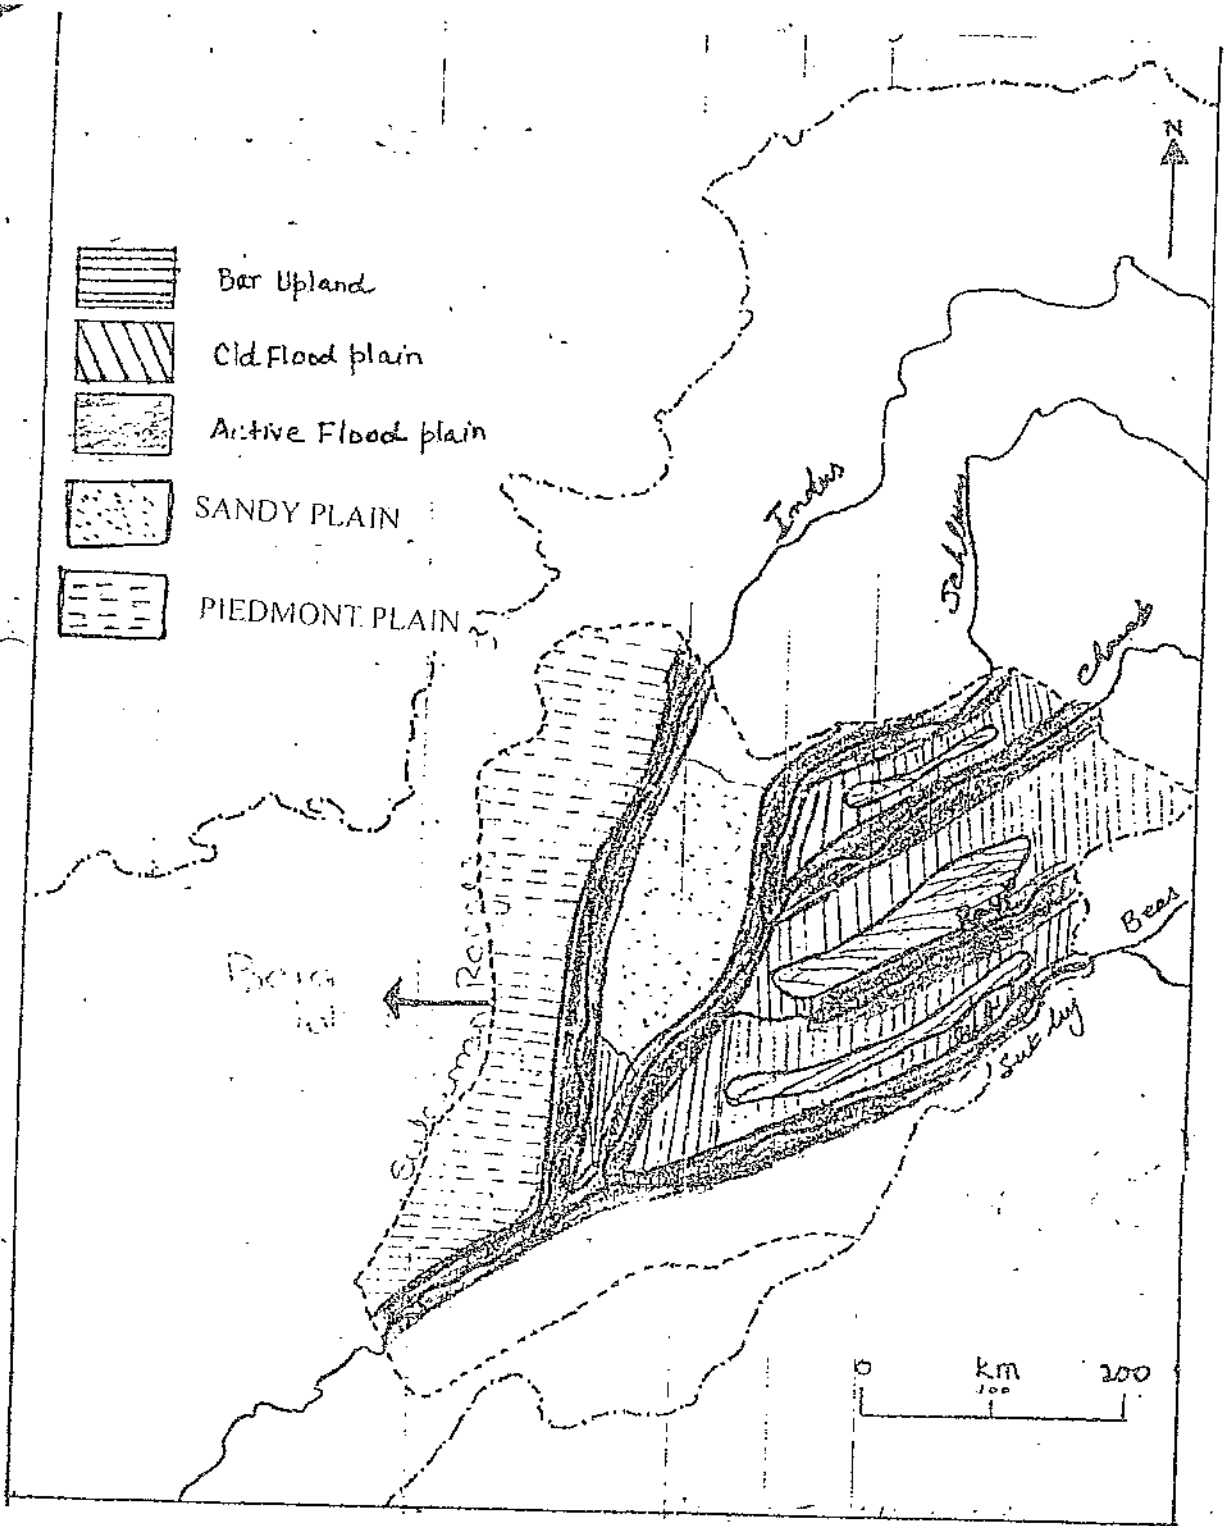 N
Bar Upland
Old Flood plain
Active Flood plain
SANDY PLAIN
PIEDMONT PLAIN
Indus
Jehlum
Chenab
Ravi
Bees
Sutluj
0
km
100
200